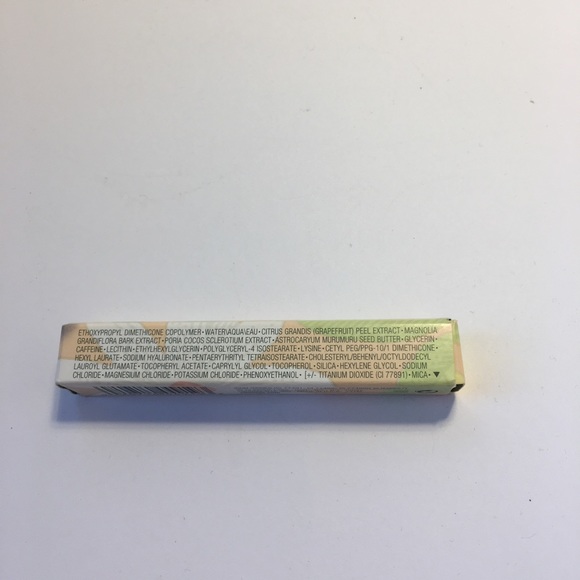 ETHOXYPROPYL DIMETHICONE COPOLYMER•WATER\AQUA\EAU•CITRUS GRANDIS (GRAPEFRUIT) PEEL EXTRACT•MAGNOLIA
GRANDIFLORA BARK EXTRACT•PORIA COCOS SCLEROTIUM EXTRACT•ASTROCARYUM MURUMURU SEED BUTTER•GLYCERIN•
CAFFEINE•LECITHIN•ETHYLHEXYLGLYCERIN•POLYGLYCERYL-4 ISOSTEARATE•LYSINE•CETYL PEG/PPG-10/1 DIMETHICONE•
HEXYL LAURATE•SODIUM HYALURONATE•PENTAERYTHRITYL TETRAISOSTEARATE•CHOLESTERYL/BEHENYL/OCTYLDODECYL
LAUROYL GLUTAMATE•TOCOPHERYL ACETATE•CAPRYLYL GLYCOL•TOCOPHEROL•SILICA•HEXYLENE GLYCOL•SODIUM
CHLORIDE•MAGNESIUM CHLORIDE•POTASSIUM CHLORIDE•PHENOXYETHANOL• [+/- TITANIUM DIOXIDE (CI 77891)•MICA•▼